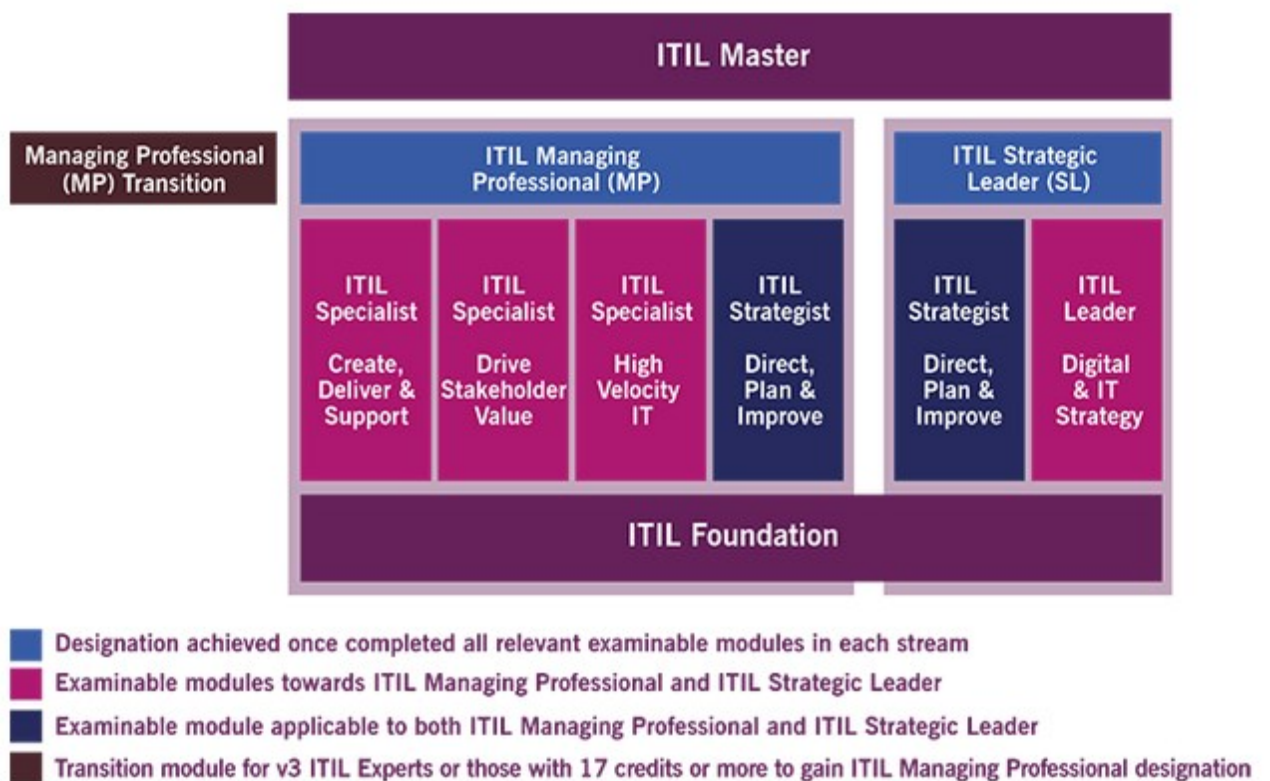 ITIL Master
Managing Professional
(MP) Transition
ITIL Managing
Professional (MP)
ITIL Strategic
Leader (SL)
ITIL
Specialist
Create,
Deliver &
Support
ITIL
Specialist
Drive
Stakeholder
Value
ITIL
Specialist
High
Velocity
IT
ITIL
Strategist
Direct,
Plan &
Improve
ITIL
Strategist
Direct,
Plan &
Improve
ITIL
Leader
Digital
& IT
Strategy
ITIL Foundation
Designation achieved once completed all relevant examinable modules in each stream
Examinable modules towards ITIL Managing Professional and ITIL Strategic Leader
Examinable module applicable to both ITIL Managing Professional and ITIL Strategic Leader
Transition module for v3 ITIL Experts or those with 17 credits or more to gain ITIL Managing Professional designation